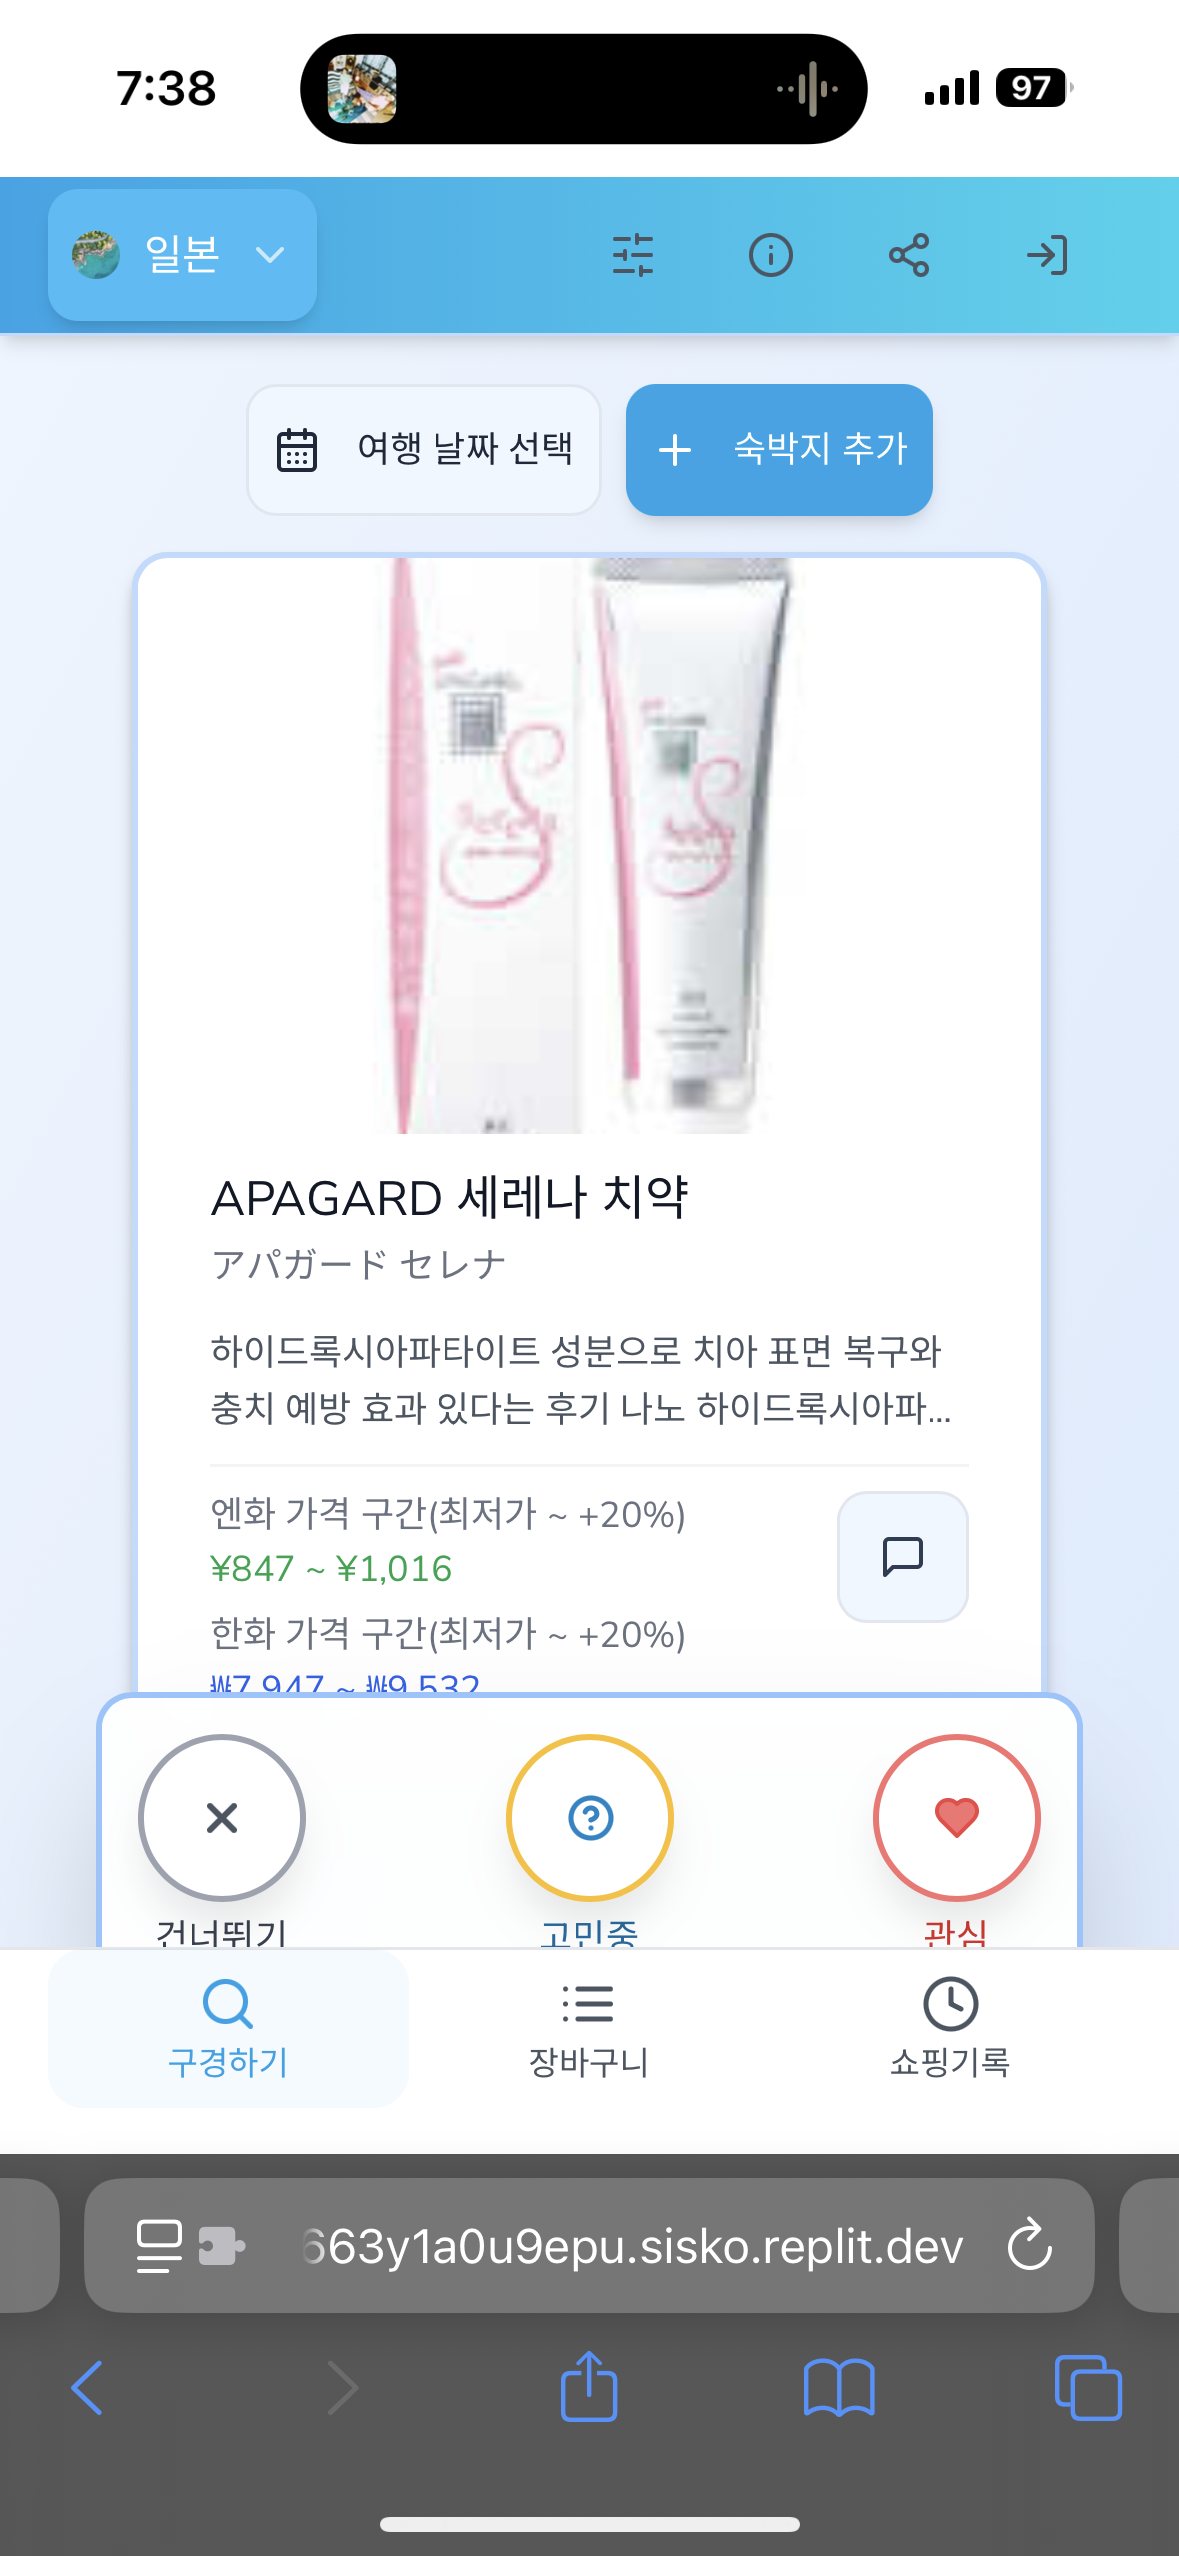 7:38
97
일본
여행 날짜 선택
숙박지 추가
APAGARD 세레나 치약
アパガード セレナ
하이드록시아파타이트 성분으로 치아 표면 복구와
충치 예방 효과 있다는 후기 나노 하이드록시아파...
엔화 가격 구간(최저가 ~ +20%)
¥847 ~ ¥1,016
한화 가격 구간(최저가 ~ +20%)
₩7,947 ~ ₩9,532
건너뛰기
고민중
관심
구경하기
장바구니
쇼핑기록
663y1a0u9epu.sisko.replit.dev